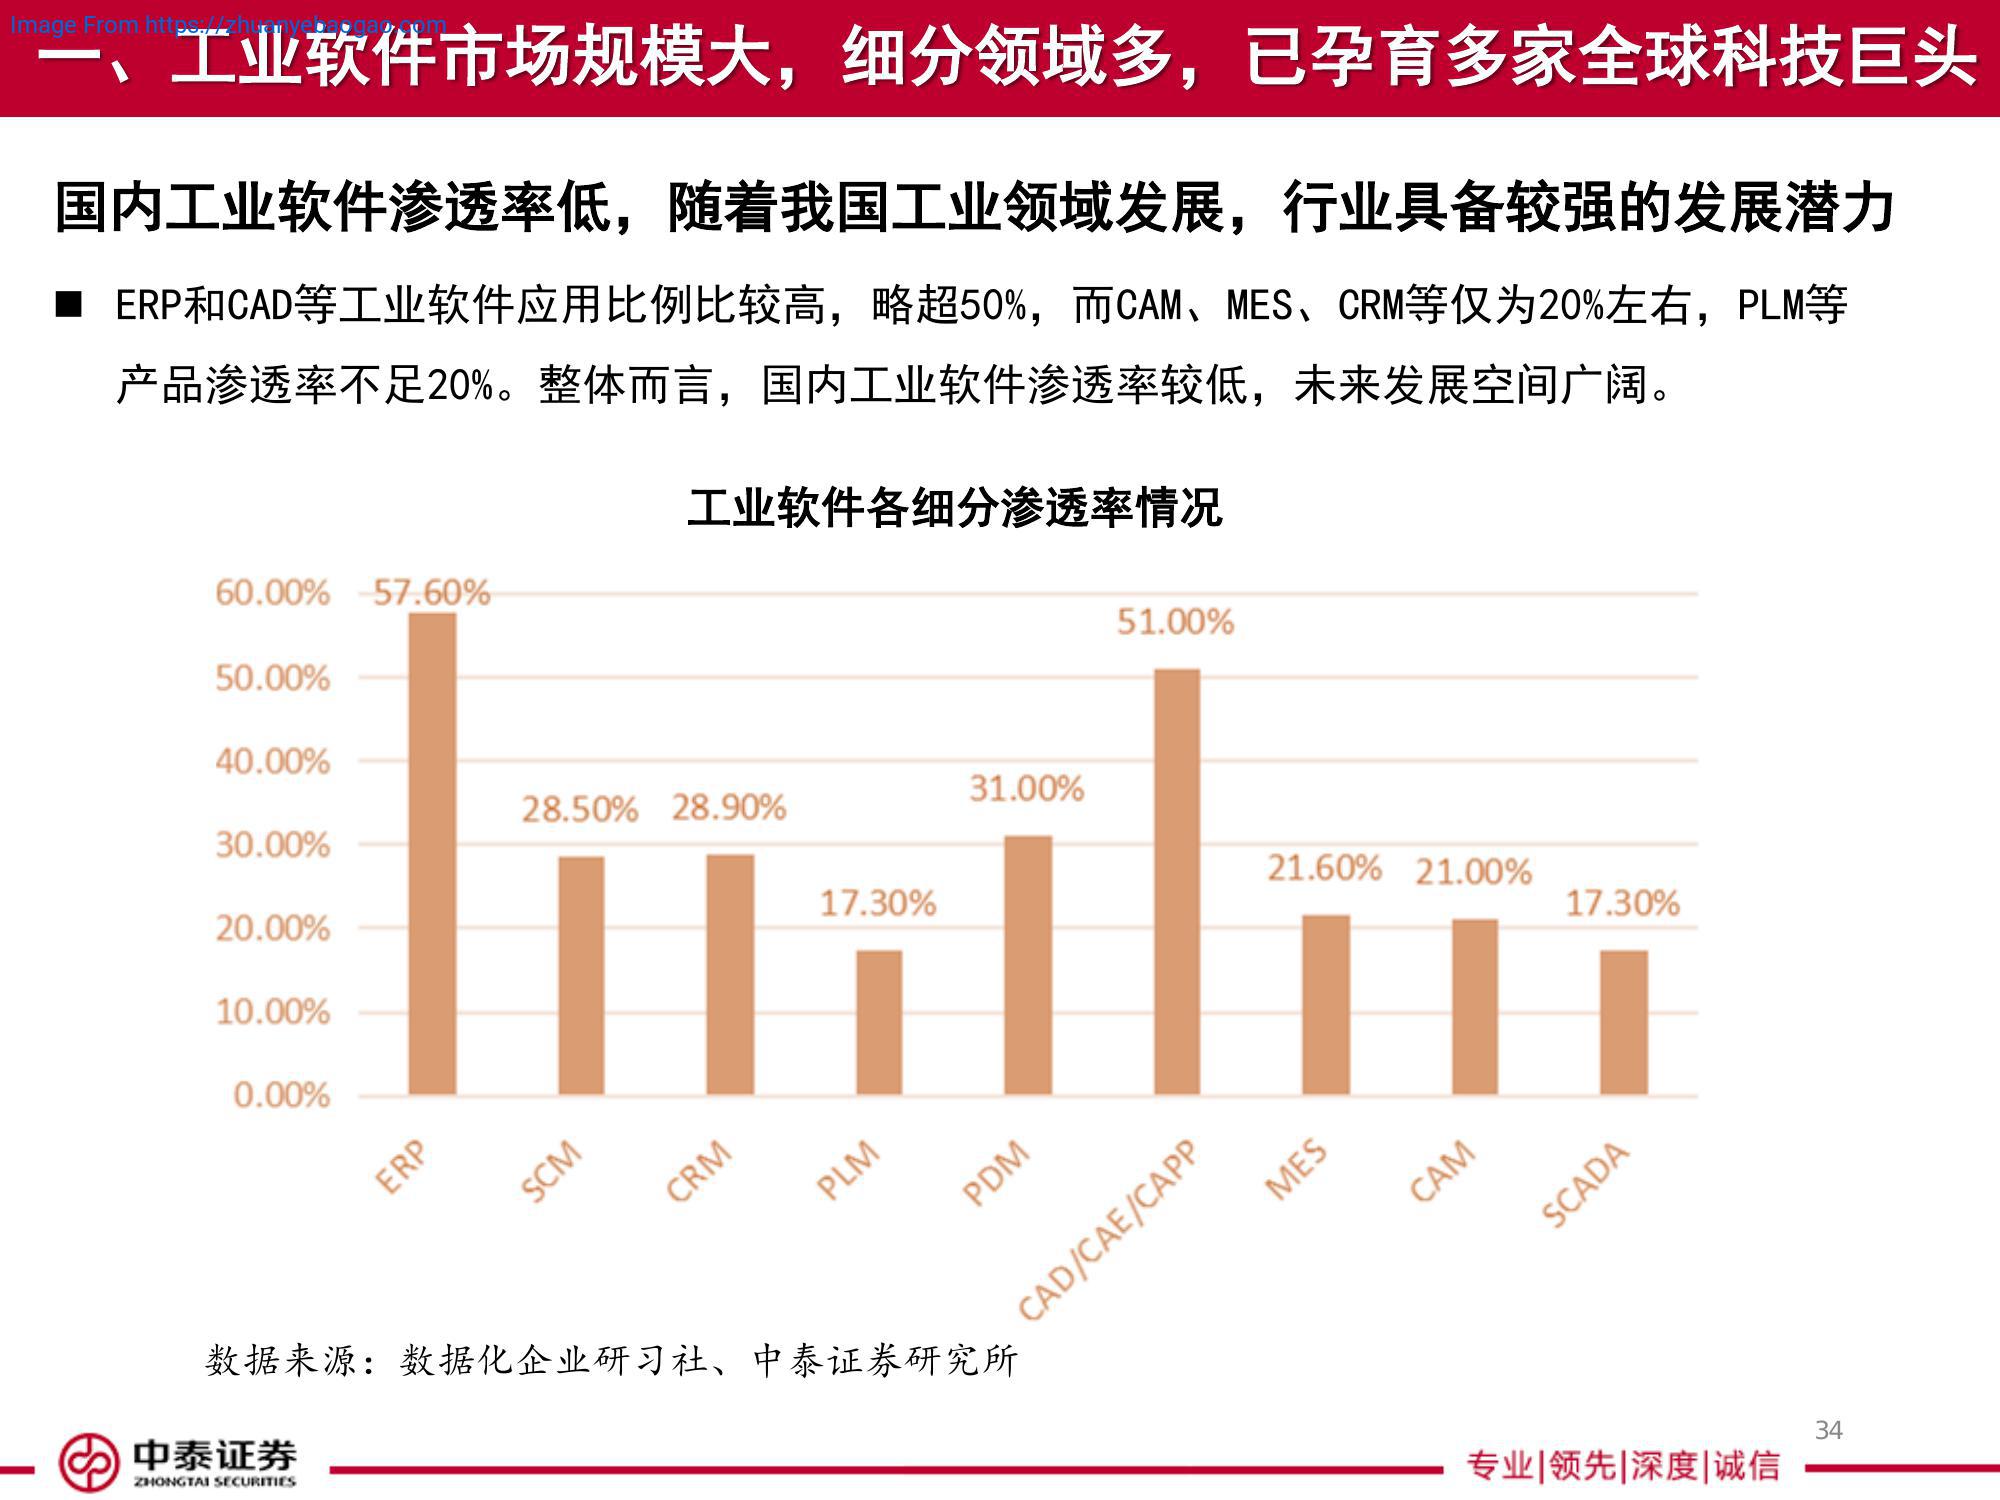 Image From https://zhuanyebaogao.com
一、工业软件市场规模大，细分领域多，已孕育多家全球科技巨头
国内工业软件渗透率低，随着我国工业领域发展，行业具备较强的发展潜力
■ ERP和CAD等工业软件应用比例比较高，略超50%，而CAM、MES、CRM等仅为20%左右，PLM等
产品渗透率不足20%。整体而言，国内工业软件渗透率较低，未来发展空间广阔。
工业软件各细分渗透率情况
60.00%
50.00%
40.00%
30.00%
20.00%
10.00%
0.00%
57.60%
28.50%
28.90%
17.30%
31.00%
51.00%
21.60%
21.00%
17.30%
ERP
SCM
CRM
PLM
PDM
CAD/CAE/CAPP
MES
CAM
SCADA
数据来源：数据化企业研习社、中泰证券研究所
34
中泰证券
ZHONGTAI SECURITIES
专业|领先|深度|诚信